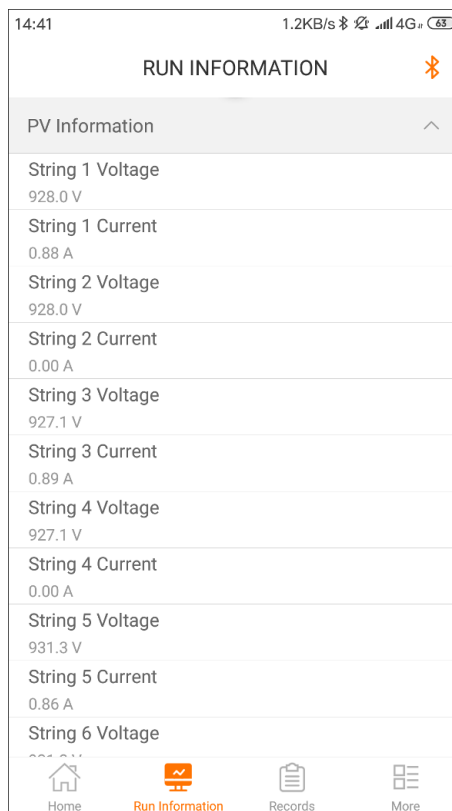 14:41 1.2KB/s 4G 63
RUN INFORMATION
PV Information
String 1 Voltage
928.0 V
String 1 Current
0.88 A
String 2 Voltage
928.0 V
String 2 Current
0.00 A
String 3 Voltage
927.1 V
String 3 Current
0.89 A
String 4 Voltage
927.1 V
String 4 Current
0.00 A
String 5 Voltage
931.3 V
String 5 Current
0.86 A
String 6 Voltage
Home Run Information Records More